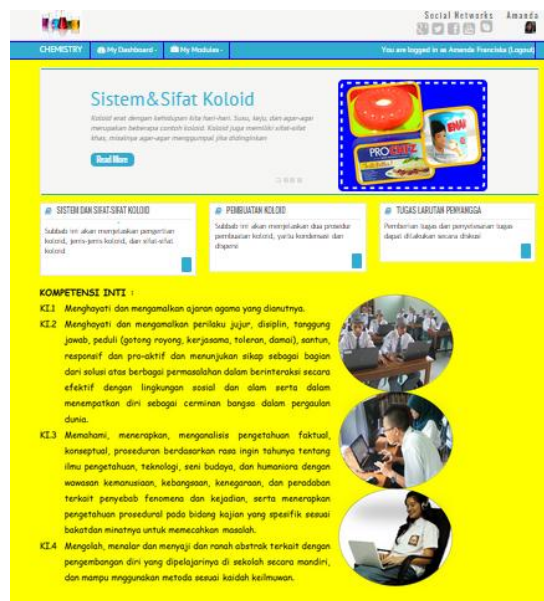 Social Networks Amanda
CHEMISTRY My Dashboard - My Modules - You are logged in as Amanda Franciska (Logout)
Sistem&Sifat Koloid
Koloid erat dengan kehidupan kita hari-hari. Susu, keju, dan agar-agar
merupakan beberapa contoh koloid. Koloid juga memiliki sifat-sifat
khas, misalnya agar-agar menggumpal jika didinginkan
Read More
PROCHIZ
SISTEM DAN SIFAT-SIFAT KOLOID
Subbab ini akan menjelaskan pengertian
koloid, jenis-jenis koloid, dan sifat-sifat
koloid
PEMBUATAN KOLOID
Subbab ini akan menjelaskan dua prosedur
pembuatan koloid, yaitu kondensasi dan
dispersi
TUGAS LARUTAN PENYANGGA
Pemberian tugas dan penyelesaian tugas
dapat dilakukan secara diskusi
KOMPETENSI INTI :
KI.1 Menghayati dan mengamalkan ajaran agama yang dianutnya.
KI.2 Menghayati dan mengamalkan perilaku jujur, disiplin, tanggung
jawab, peduli (gotong royong, kerjasama, toleran, damai), santun,
responsif dan pro-aktif dan menunjukan sikap sebagai bagian
dari solusi atas berbagai permasalahan dalam berinteraksi secara
efektif dengan lingkungan sosial dan alam serta dalam
menempatkan diri sebagai cermiran bangsa dalam pergaulan
dunia.
KI.3 Memahami, menerapkan, menganalisis pengetahuan faktual,
konseptual, proseduran berdasarkan rasa ingin tahunya tentang
ilmu pengetahuan, teknologi, seni budaya, dan humaniora dengan
wawasan kemanusiaan, kebangsaan, kenegaraan, dan peradaban
terkait penyebab fenomena dan kejadian, serta menerapkan
pengetahuan prosedural pada bidang kajian yang spesifik sesuai
bakatdan minatnya untuk memecahkan masalah.
KI.4 Mengolah, menalar dan menyaji dan ranah abstrak terkait dengan
pengembangan diri yang dipelajarinya di sekolah secara mandiri,
dan mampu mnggunakan metoda sesuai kaidah keilmuwan.